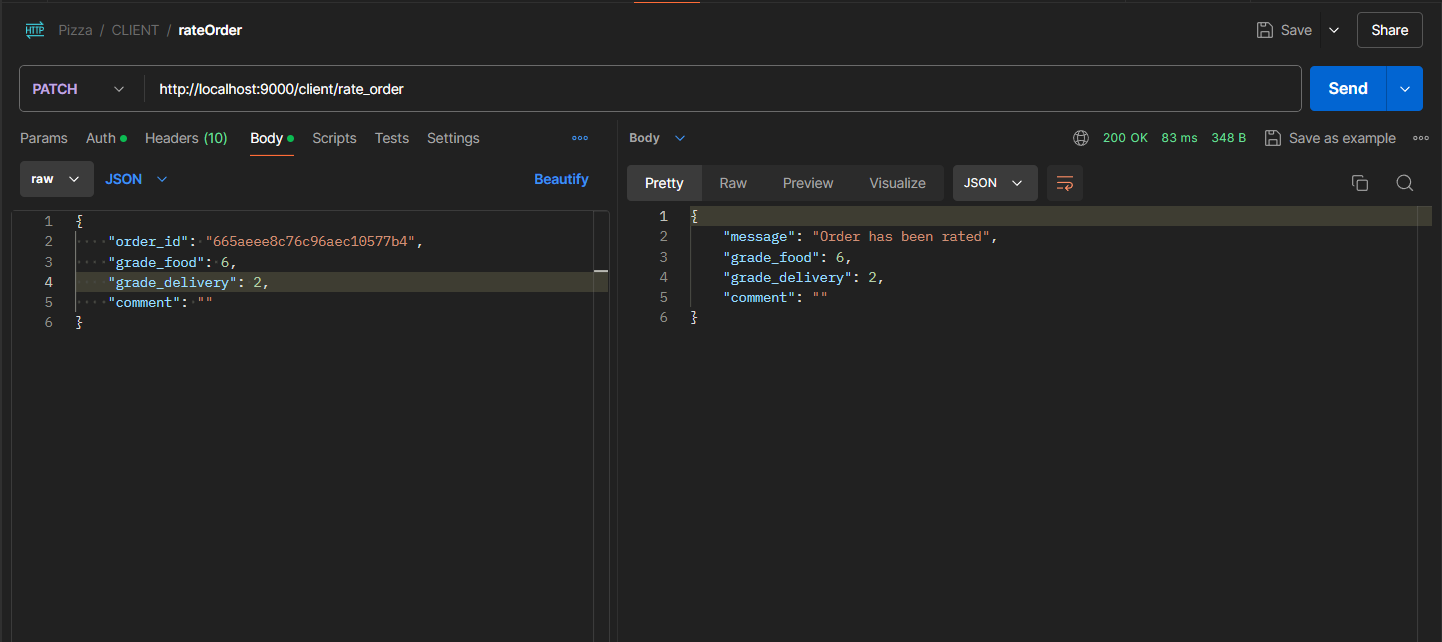 HTTP Pizza / CLIENT / rateOrder Save Share
PATCH http://localhost:9000/client/rate_order Send
Params Auth Headers (10) Body Scripts Tests Settings
Body 200 OK 83 ms 348 B Save as example
raw JSON Beautify
Pretty Raw Preview Visualize JSON
1 {
2 "order_id": "665aeee8c76c96aec10577b4",
3 "grade_food": 6,
4 "grade_delivery": 2,
5 "comment": ""
6 }
1 {
2 "message": "Order has been rated",
3 "grade_food": 6,
4 "grade_delivery": 2,
5 "comment": ""
6 }